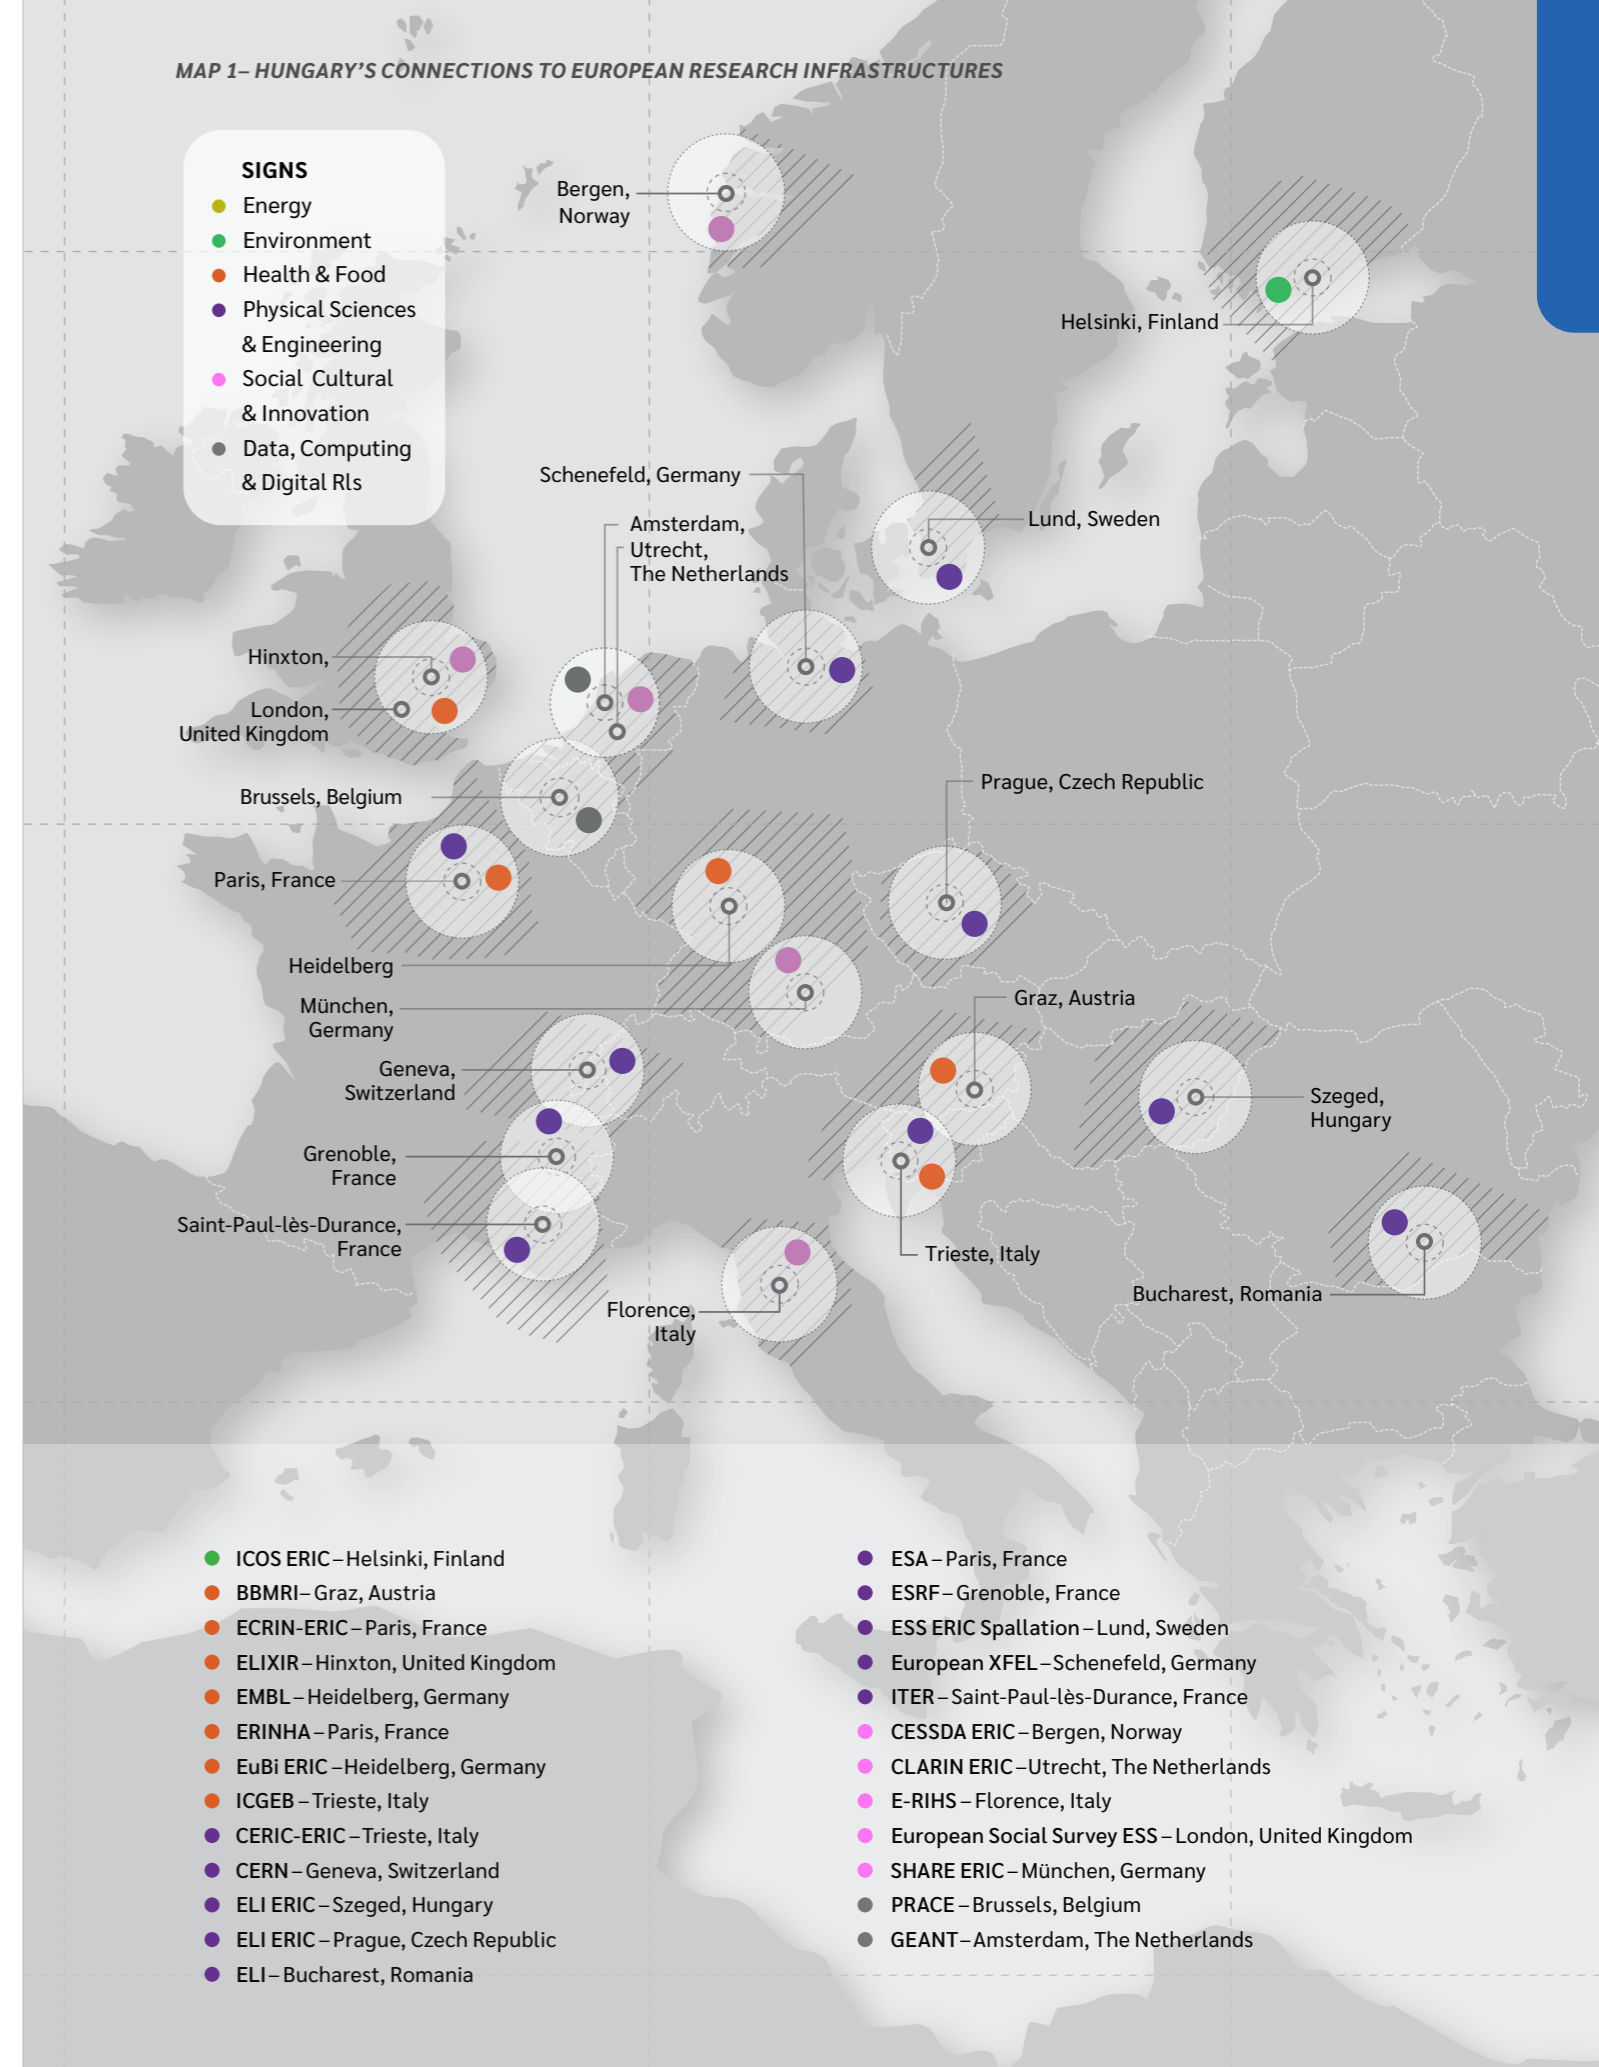 MAP 1– HUNGARY’S CONNECTIONS TO EUROPEAN RESEARCH INFRASTRUCTURES
SIGNS
Energy
Environment
Health & Food
Physical Sciences
& Engineering
Social Cultural
& Innovation
Data, Computing
& Digital RIs
Bergen,
Norway
Helsinki, Finland
Schenefeld, Germany
Amsterdam,
Utrecht,
The Netherlands
Lund, Sweden
Hinxton,
London,
United Kingdom
Brussels, Belgium
Prague, Czech Republic
Paris, France
Heidelberg
München,
Germany
Graz, Austria
Geneva,
Switzerland
Szeged,
Hungary
Grenoble,
France
Saint-Paul-lès-Durance,
France
Trieste, Italy
Bucharest, Romania
Florence,
Italy
ICOS ERIC – Helsinki, Finland
BBMRI – Graz, Austria
ECRIN-ERIC – Paris, France
ELIXIR – Hinxton, United Kingdom
EMBL – Heidelberg, Germany
ERINHA – Paris, France
EuBi ERIC – Heidelberg, Germany
ICGEB – Trieste, Italy
CERIC-ERIC – Trieste, Italy
CERN – Geneva, Switzerland
ELI ERIC – Szeged, Hungary
ELI ERIC – Prague, Czech Republic
ELI – Bucharest, Romania
ESA – Paris, France
ESRF – Grenoble, France
ESS ERIC Spallation – Lund, Sweden
European XFEL – Schenefeld, Germany
ITER – Saint-Paul-lès-Durance, France
CESSDA ERIC – Bergen, Norway
CLARIN ERIC – Utrecht, The Netherlands
E-RIHS – Florence, Italy
European Social Survey ESS – London, United Kingdom
SHARE ERIC – München, Germany
PRACE – Brussels, Belgium
GEANT – Amsterdam, The Netherlands